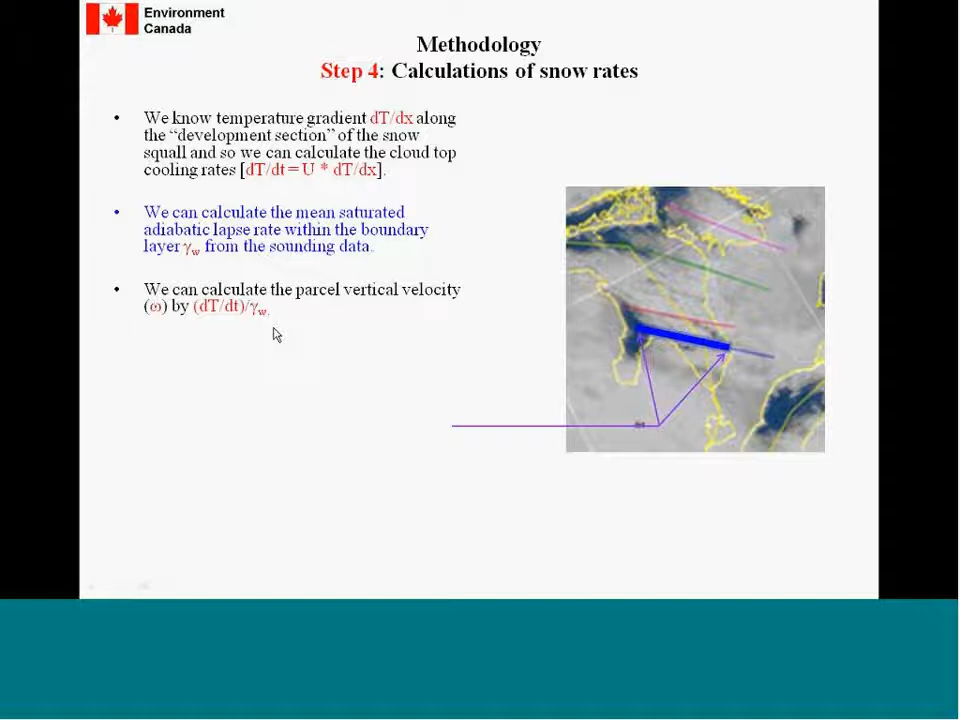 Environment
Canada
Methodology
Step 4: Calculations of snow rates
• We know temperature gradient dT/dx along
the “development section” of the snow
squall and so we can calculate the cloud top
cooling rates [dT/dt = U * dT/dx].
• We can calculate the mean saturated
adiabatic lapse rate within the boundary
layer γw from the sounding data.
• We can calculate the parcel vertical velocity
(ω) by (dT/dt)/γw.